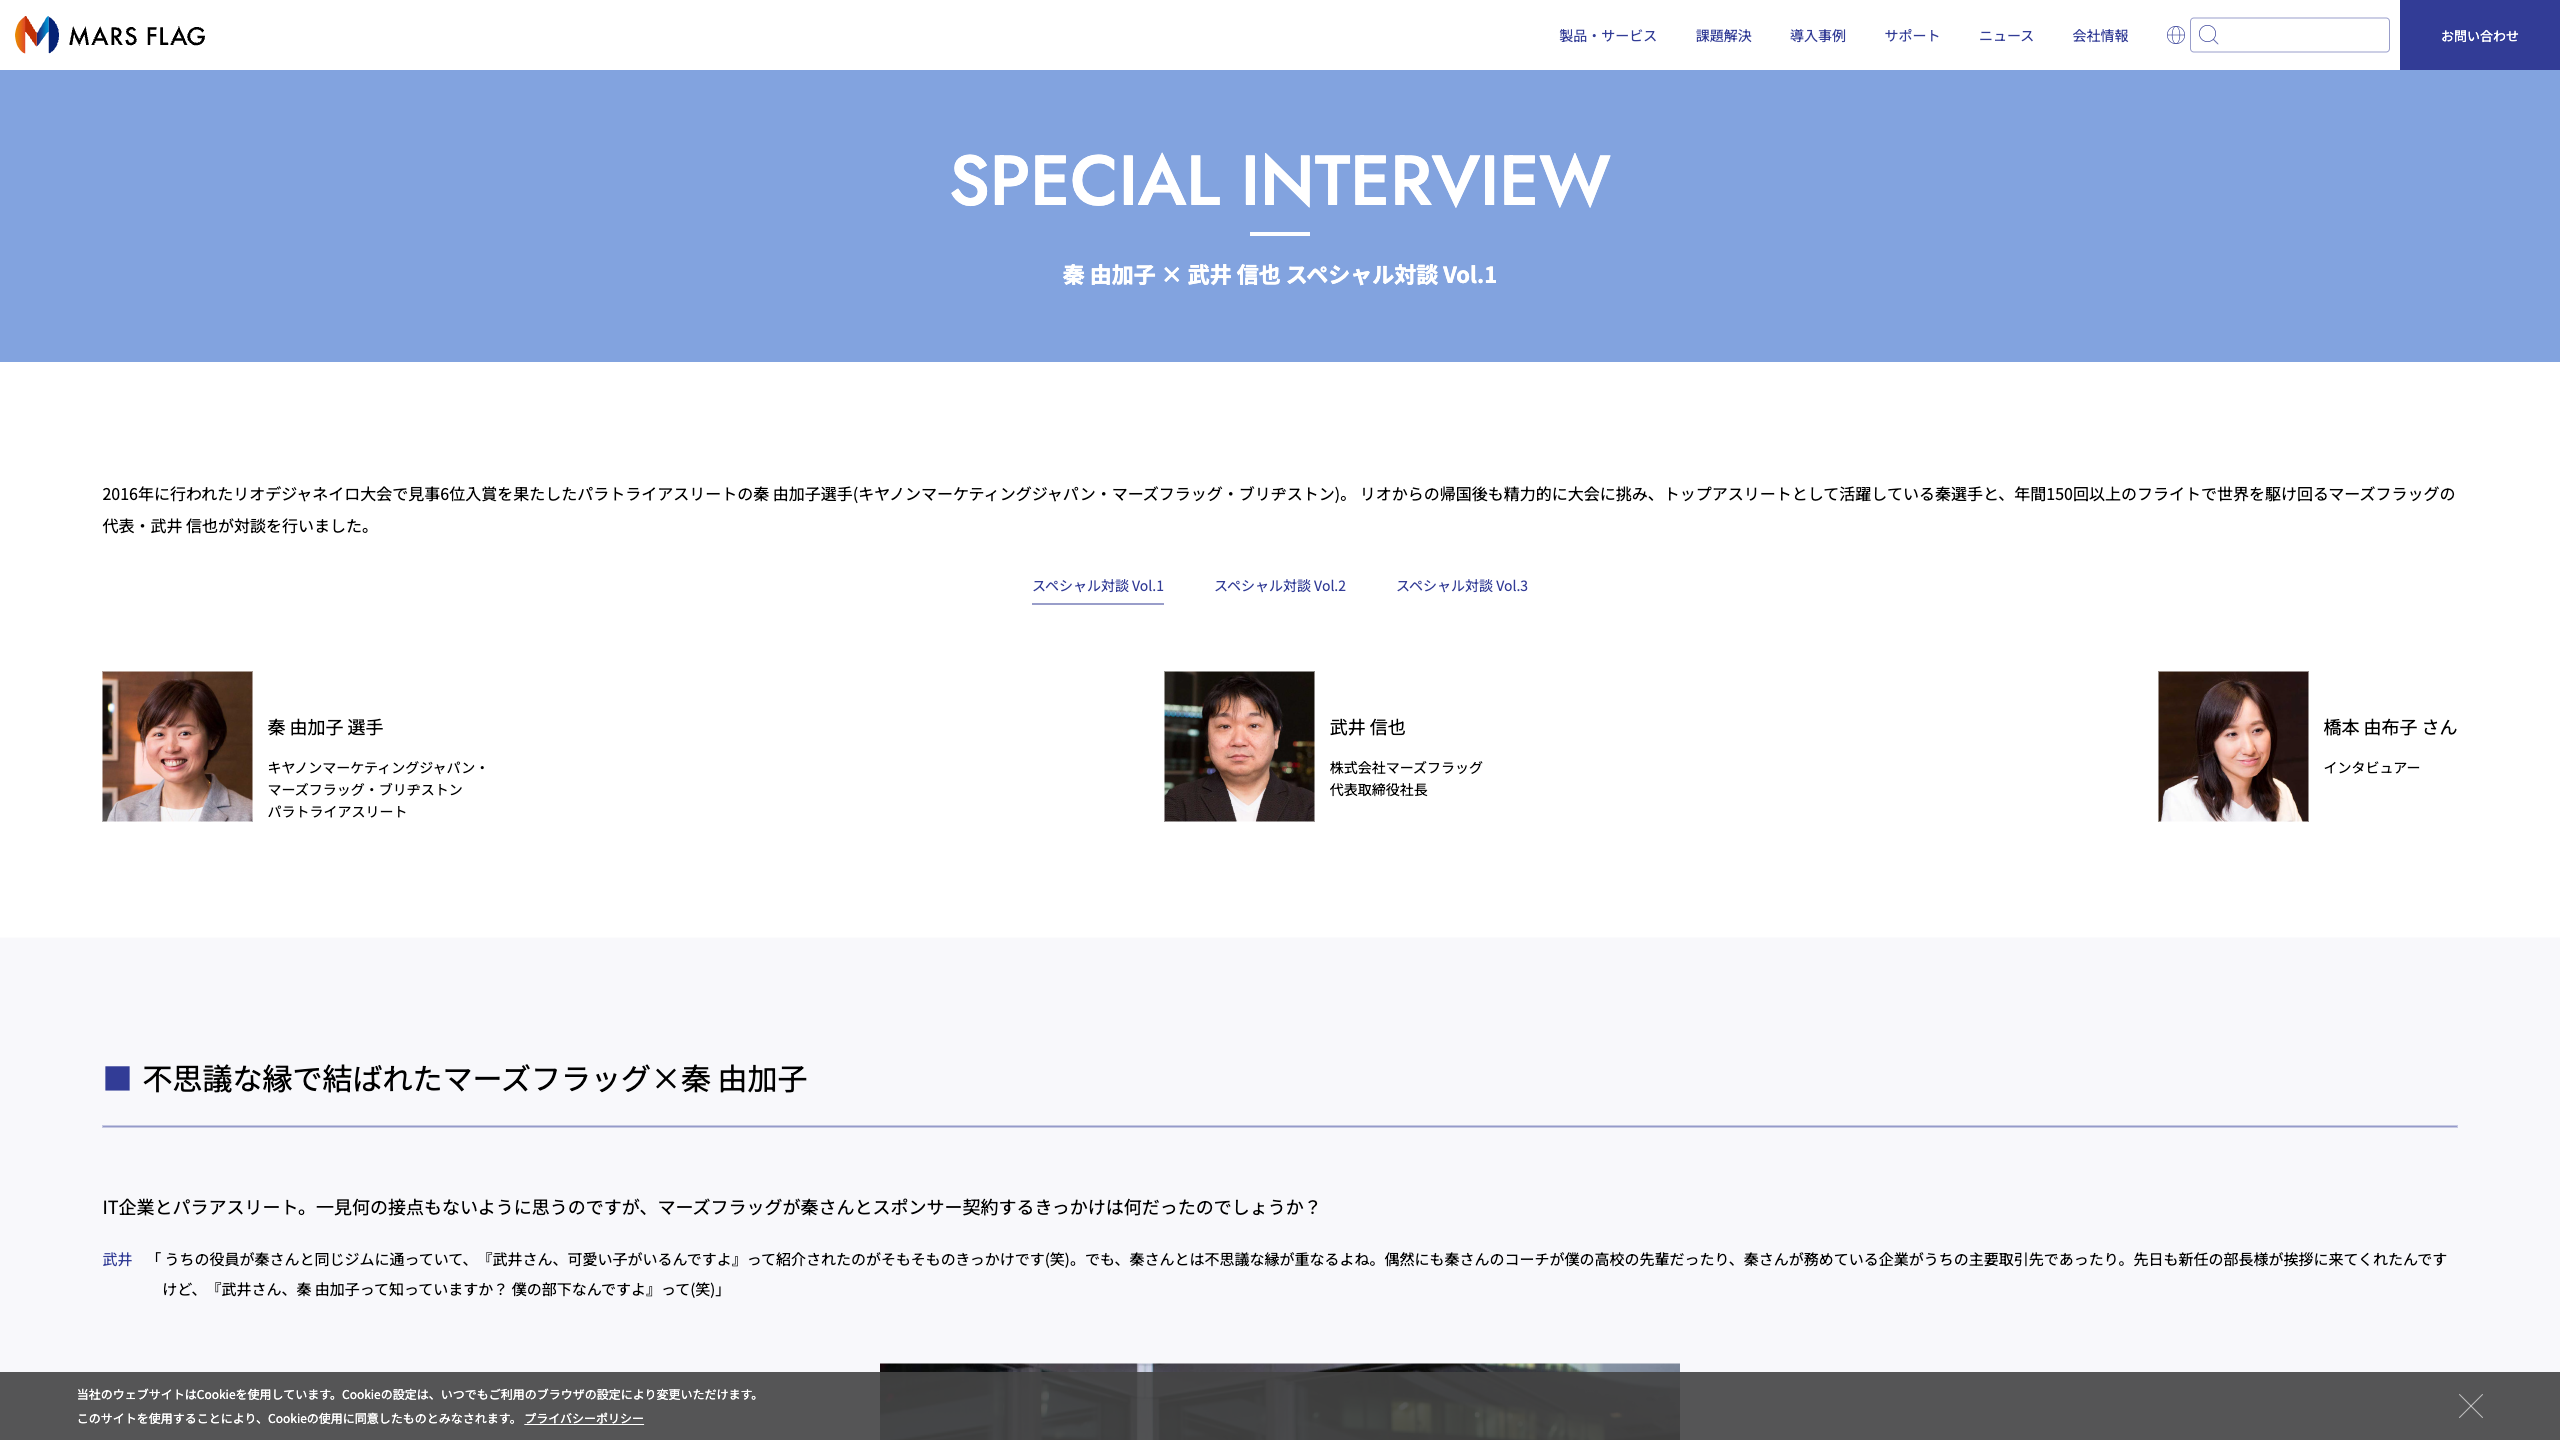 MARS FLAG
製品・サービス
課題解決
導入事例
サポート
ニュース
会社情報
お問い合わせ
SPECIAL INTERVIEW
秦 由加子 × 武井 信也 スペシャル対談 Vol.1
2016年に行われたリオデジャネイロ大会で見事6位入賞を果たしたパラトライアスリートの秦 由加子選手(キヤノンマーケティングジャパン・マーズフラッグ・ブリヂストン)。 リオからの帰国後も精力的に大会に挑み、トップアスリートとして活躍している秦選手と、年間150回以上のフライトで世界を駆け回るマーズフラッグの
代表・武井 信也が対談を行いました。
スペシャル対談 Vol.1
スペシャル対談 Vol.2
スペシャル対談 Vol.3
秦 由加子 選手
キヤノンマーケティングジャパン・
マーズフラッグ・ブリヂストン
パラトライアスリート
武井 信也
株式会社マーズフラッグ
代表取締役社長
橋本 由布子 さん
インタビュアー
■ 不思議な縁で結ばれたマーズフラッグ×秦 由加子
IT企業とパラアスリート。一見何の接点もないように思うのですが、マーズフラッグが秦さんとスポンサー契約するきっかけは何だったのでしょうか？
武井 「 うちの役員が秦さんと同じジムに通っていて、『武井さん、可愛い子がいるんですよ』って紹介されたのがそもそものきっかけです(笑)。でも、秦さんとは不思議な縁が重なるよね。偶然にも秦さんのコーチが僕の高校の先輩だったり、秦さんが務めている企業がうちの主要取引先であったり。先日も新任の部長様が挨拶に来てくれたんです
けど、『武井さん、秦 由加子って知っていますか？ 僕の部下なんですよ』って(笑)」
当社のウェブサイトはCookieを使用しています。Cookieの設定は、いつでもご利用のブラウザの設定により変更いただけます。
このサイトを使用することにより、Cookieの使用に同意したものとみなされます。 プライバシーポリシー